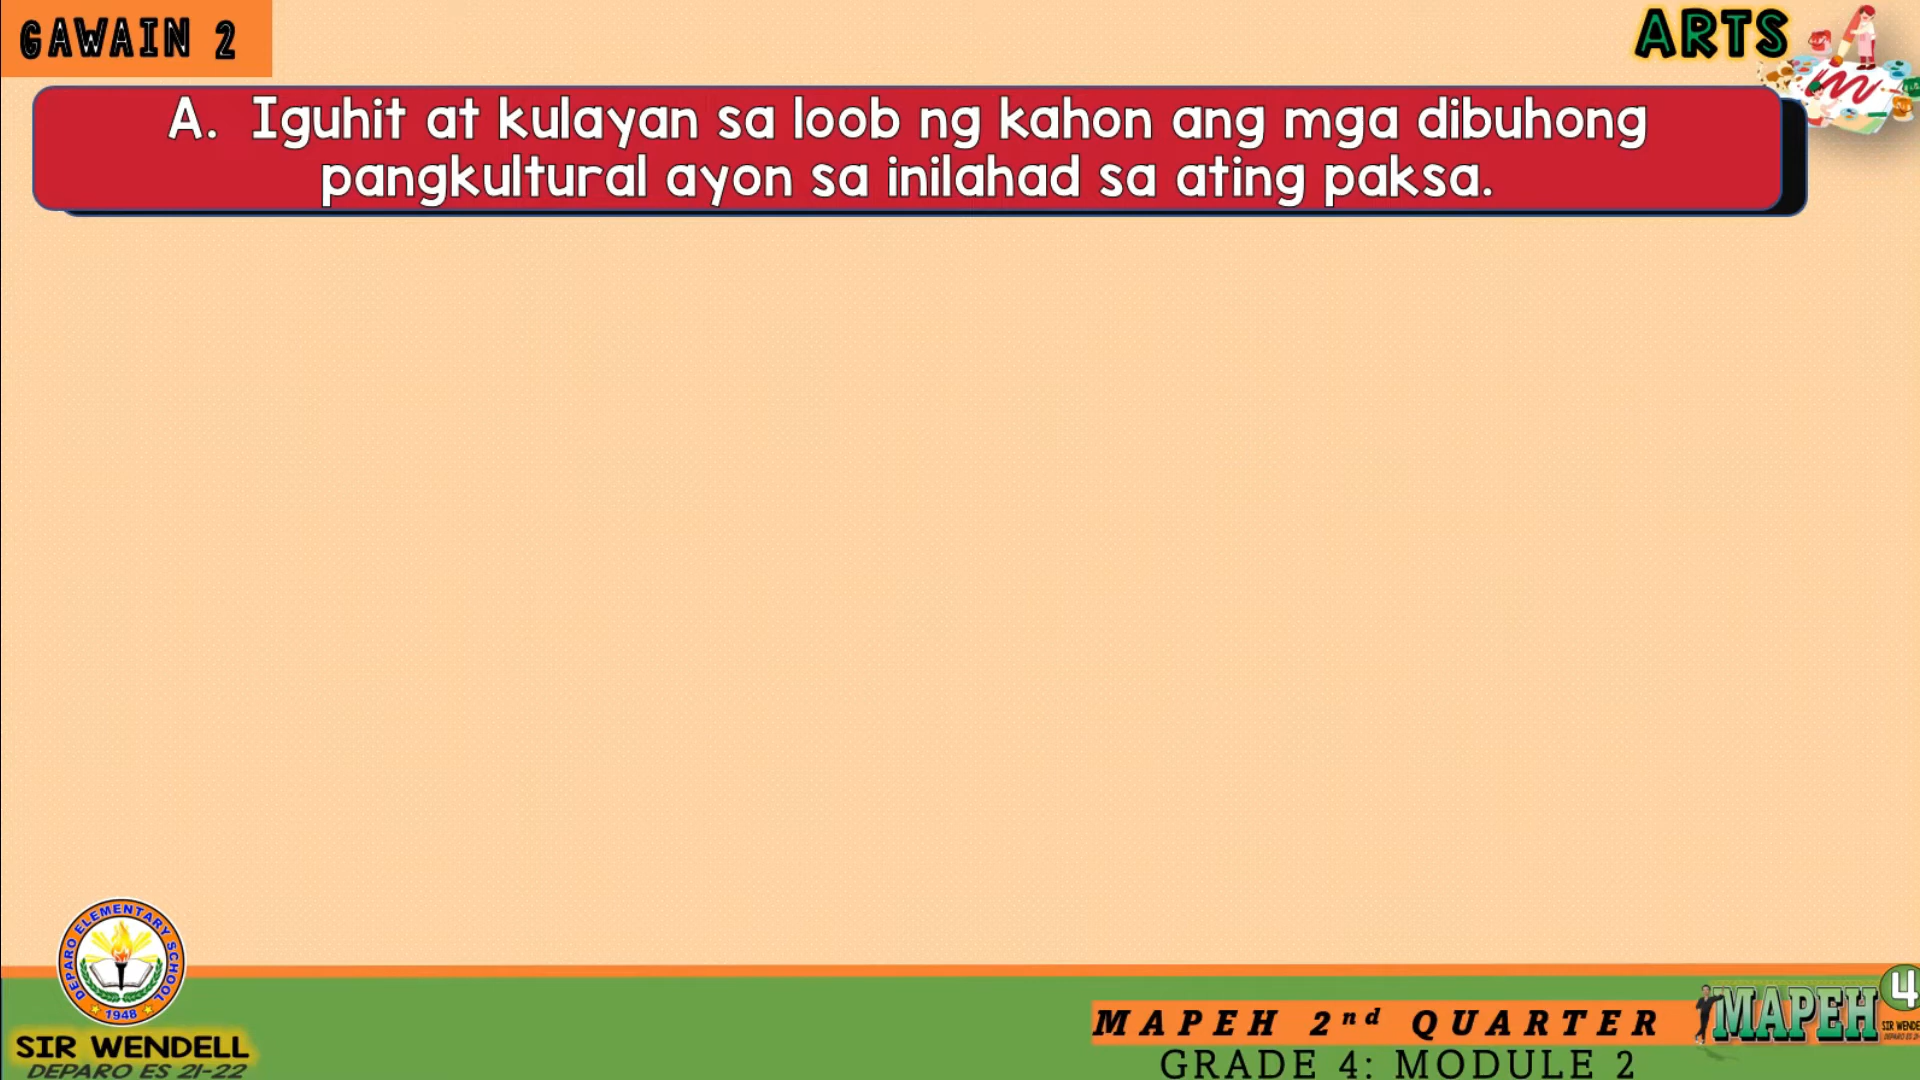 GAWAIN 2
ARTS
A. Iguhit at kulayan sa loob ng kahon ang mga dibuhong
pangkultural ayon sa inilahad sa ating paksa.
DEPARO ELEMENTARY SCHOOL
1948
SIR WENDELL
DEPARO ES 21-22
MAPEH 2nd QUARTER
GRADE 4: MODULE 2
MAPEH
4